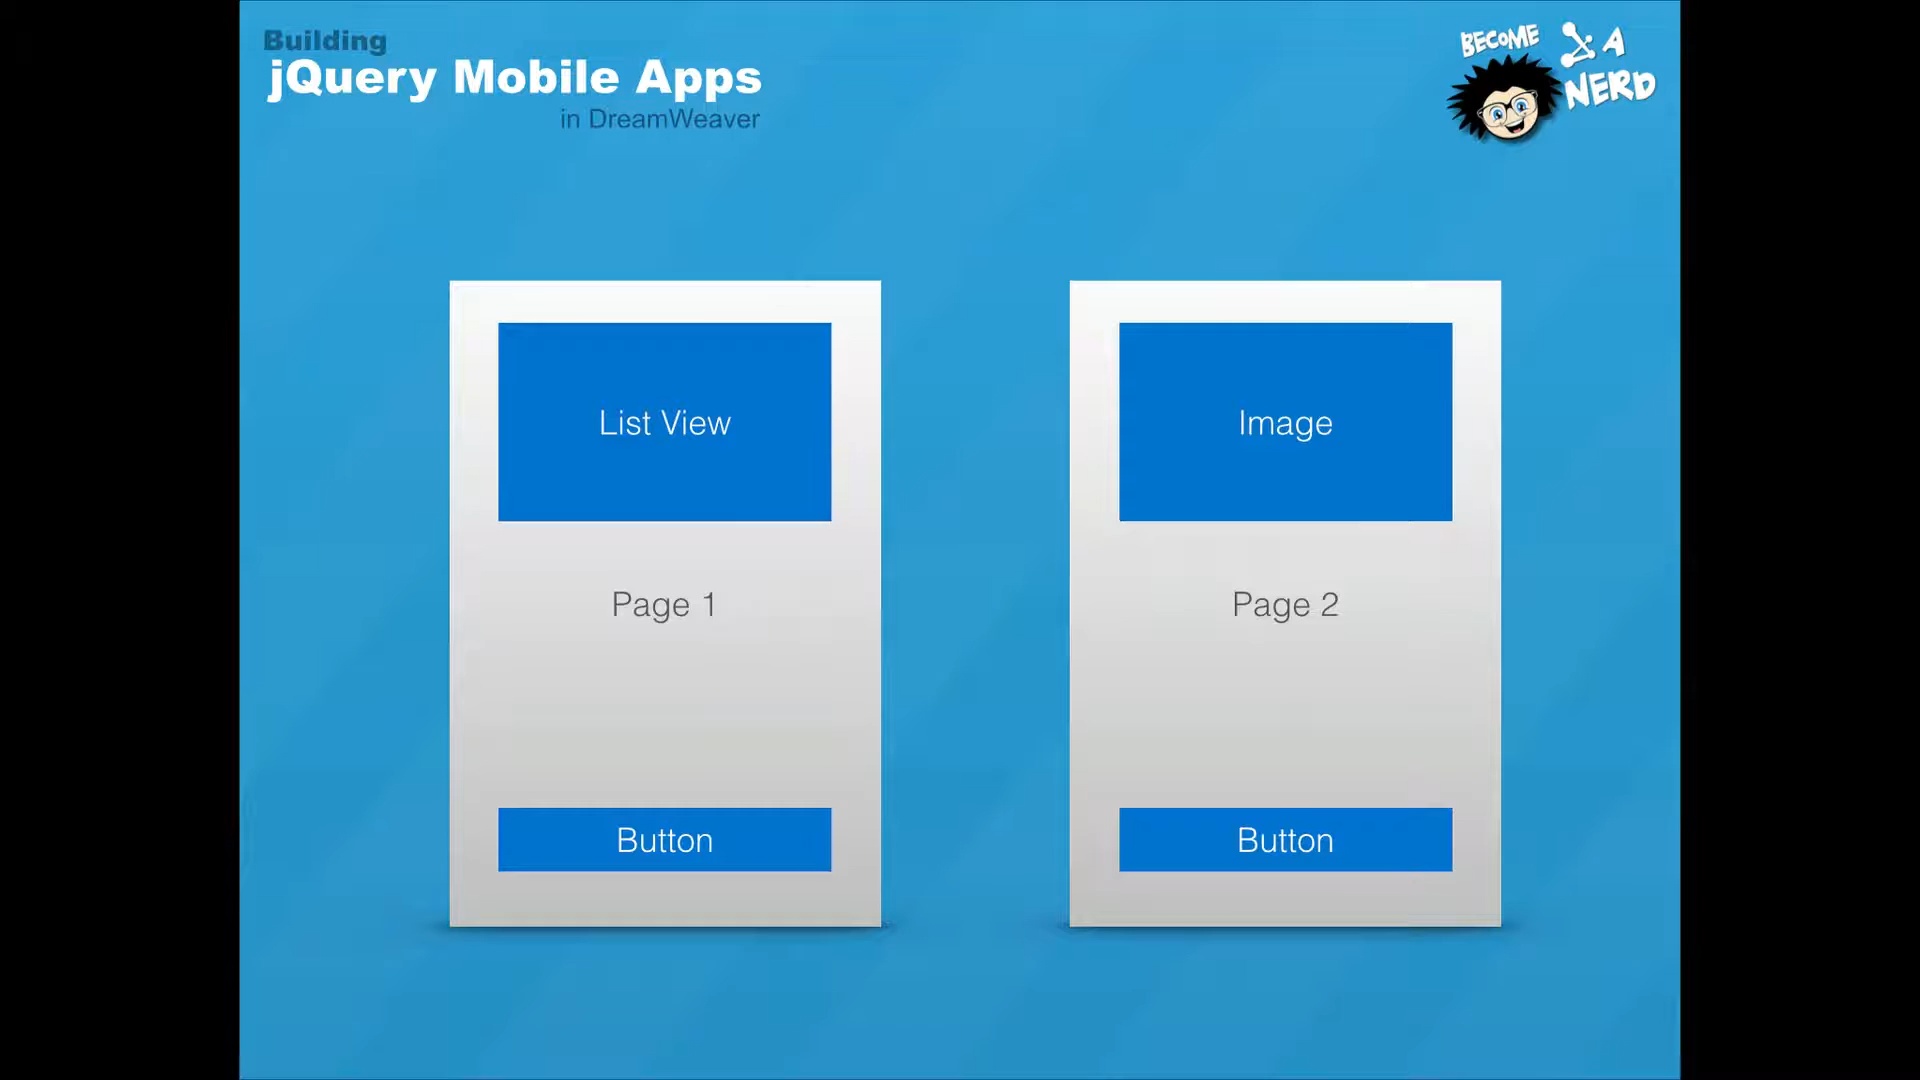 Building
jQuery Mobile Apps
in DreamWeaver
BECOME A
NERD
List View
Page 1
Button
Image
Page 2
Button